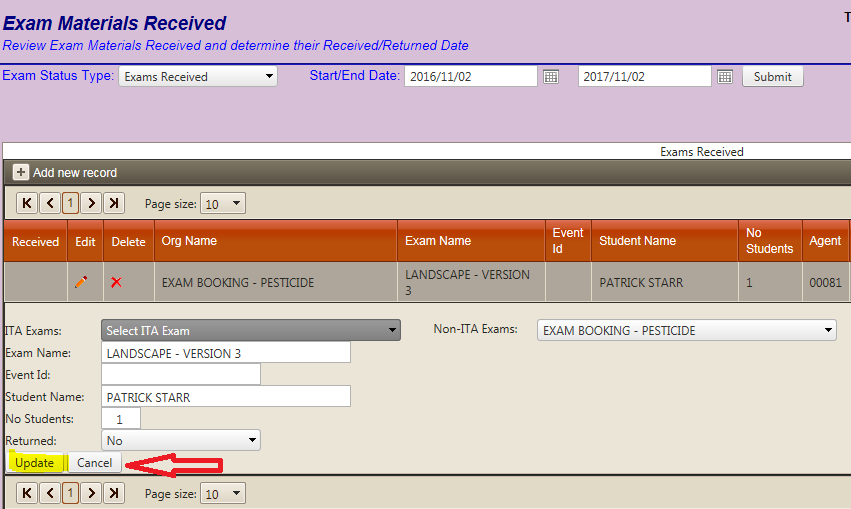 Exam Materials Received
T
Review Exam Materials Received and determine their Received/Returned Date
Exam Status Type: Exams Received Start/End Date: 2016/11/02 2017/11/02 Submit
Exams Received
+ Add new record
1 Page size: 10
Received Edit Delete Org Name Exam Name Event Id Student Name No Students Agent
EXAM BOOKING - PESTICIDE LANDSCAPE - VERSION 3 PATRICK STARR 1 00081
ITA Exams: Select ITA Exam Non-ITA Exams: EXAM BOOKING - PESTICIDE
Exam Name: LANDSCAPE - VERSION 3
Event Id:
Student Name: PATRICK STARR
No Students: 1
Returned: No
Update Cancel
1 Page size: 10